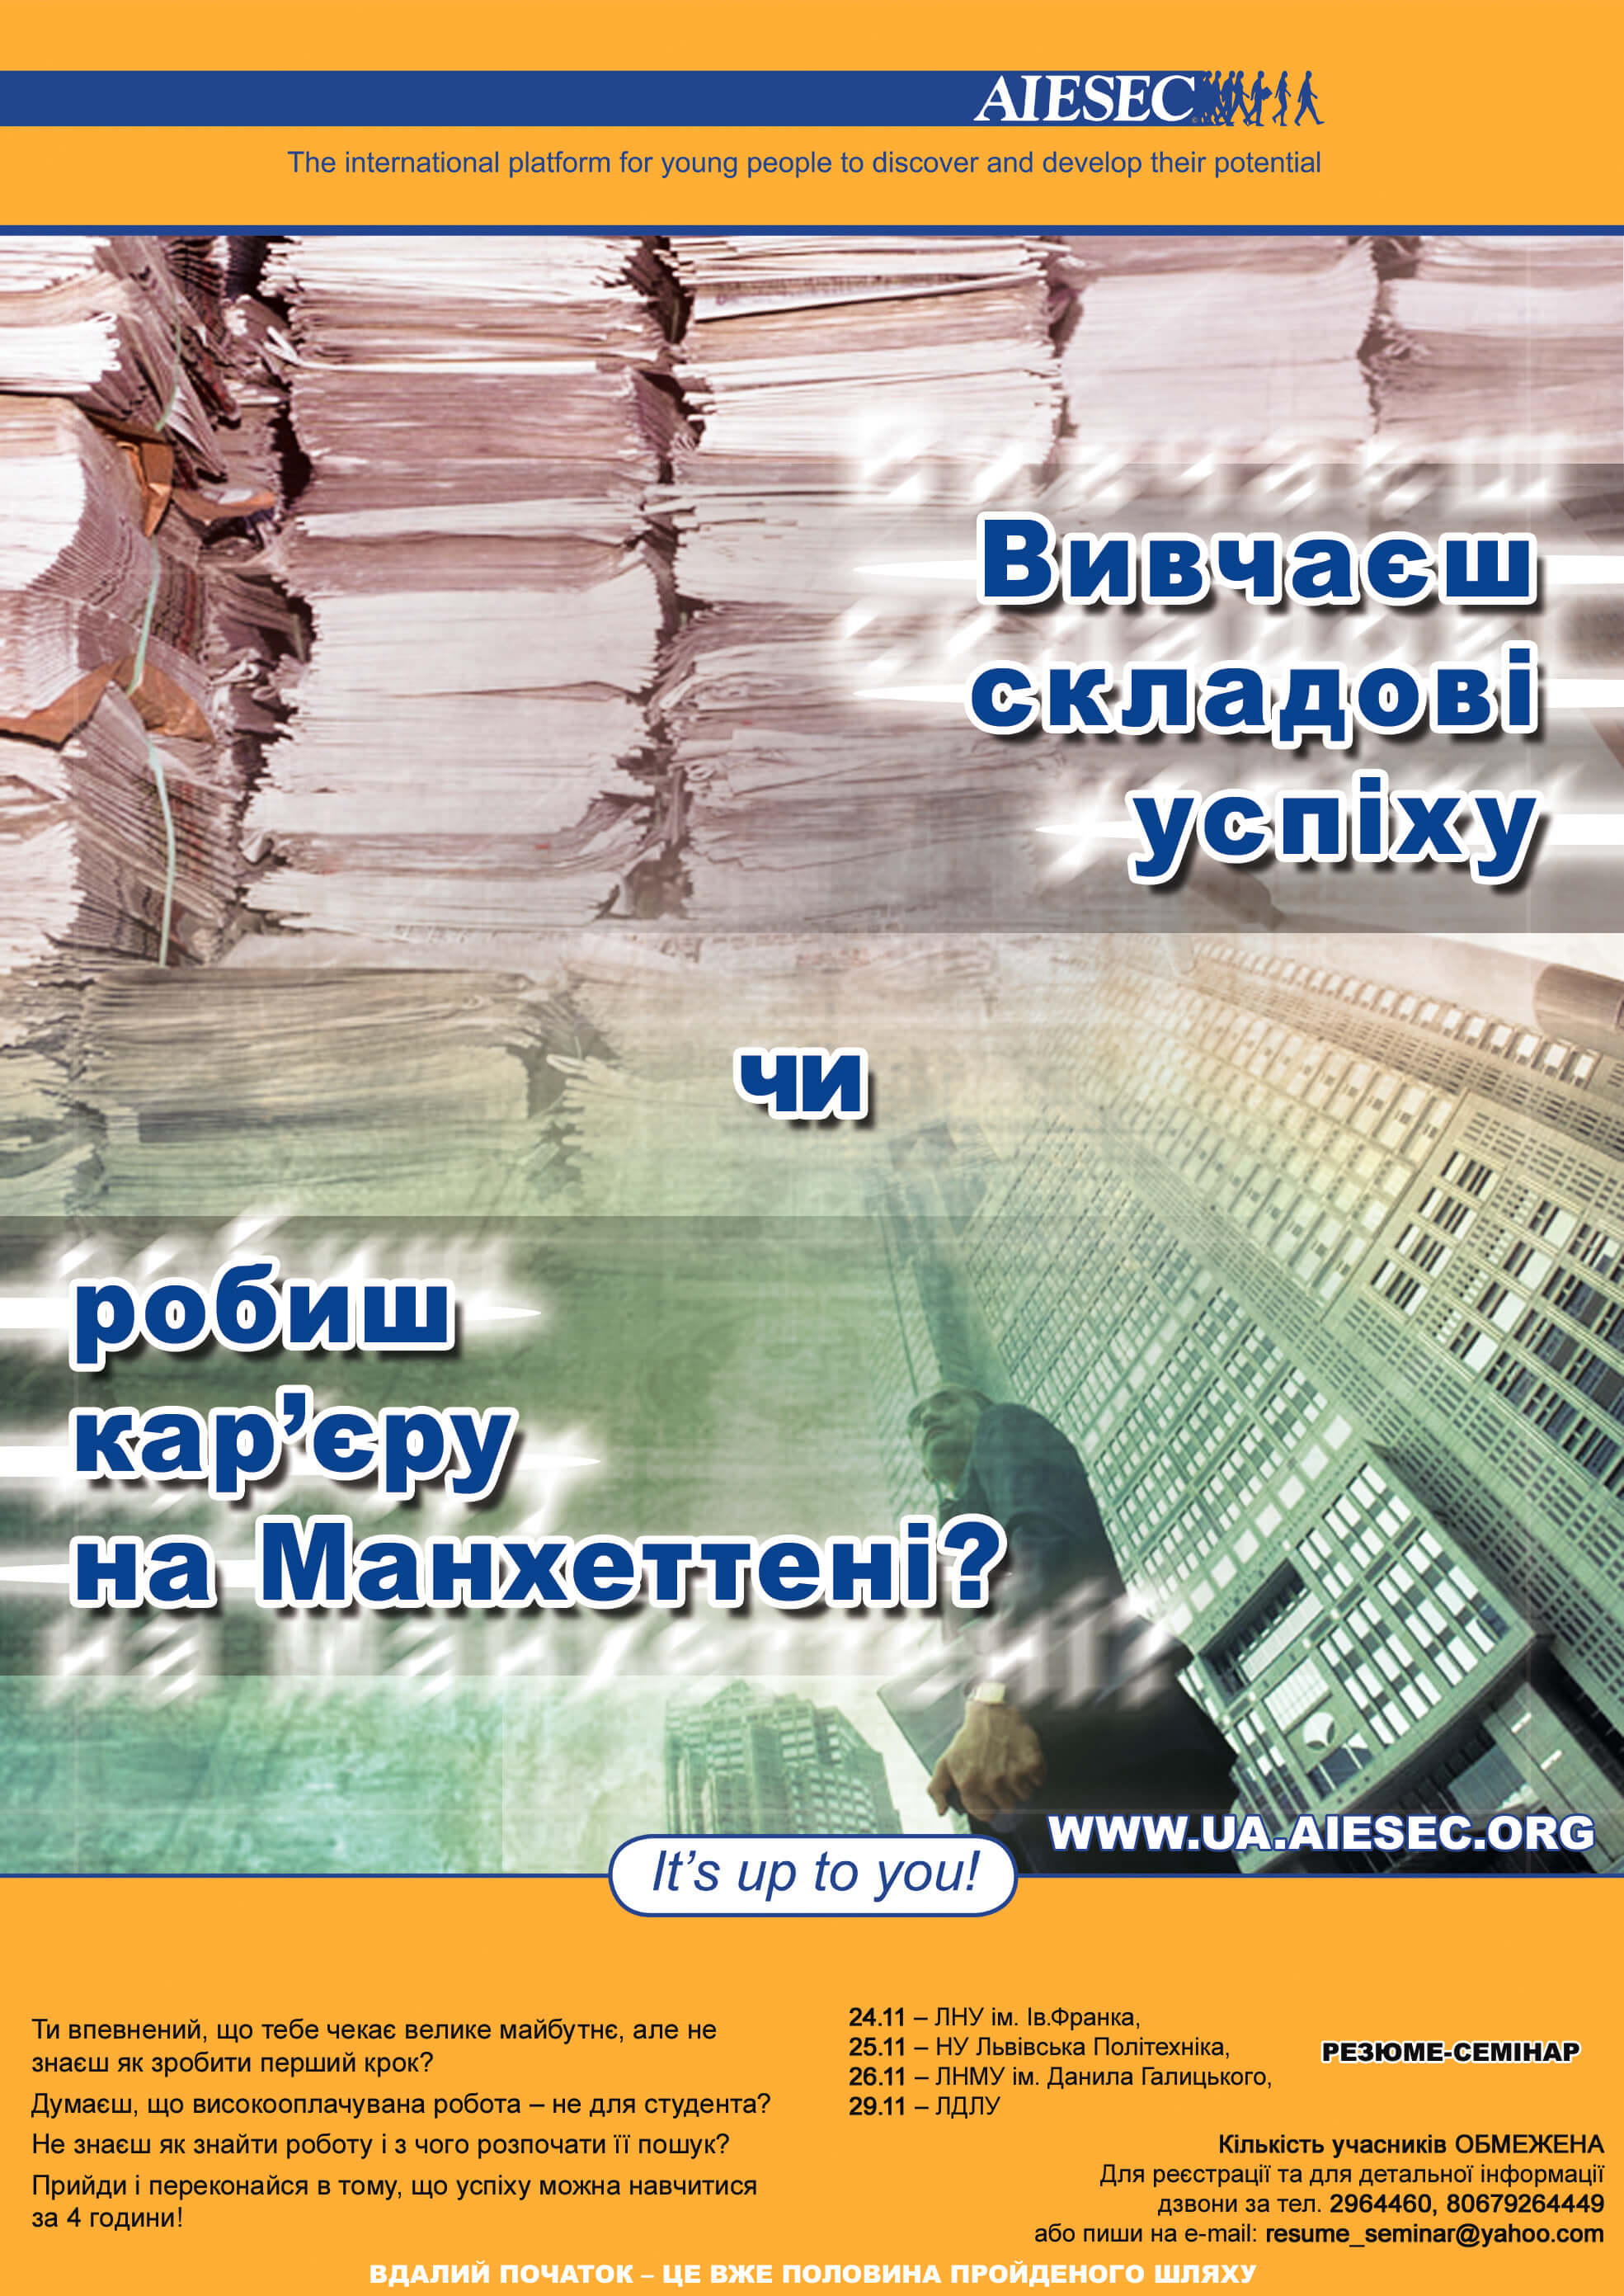 AIESEC
The international platform for young people to discover and develop their potential
Вивчаєш
складові
успіху
чи
робиш
кар’єру
на Манхеттені?
WWW.UA.AIESEC.ORG
It’s up to you!
Ти впевнений, що тебе чекає велике майбутнє, але не
знаєш як зробити перший крок?
Думаєш, що високооплачувана робота – не для студента?
Не знаєш як знайти роботу і з чого розпочати її пошук?
Прийди і переконайся в тому, що успіху можна навчитися
за 4 години!
24.11 – ЛНУ ім. Ів.Франка,
25.11 – НУ Львівська Політехніка,
26.11 – ЛНМУ ім. Данила Галицького,
29.11 – ЛДЛУ
РЕЗЮМЕ-СЕМІНАР
Кількість учасників ОБМЕЖЕНА
Для реєстрації та для детальної інформації
дзвони за тел. 2964460, 80679264449
або пиши на e-mail: resume_seminar@yahoo.com
ВДАЛИЙ ПОЧАТОК – ЦЕ ВЖЕ ПОЛОВИНА ПРОЙДЕНОГО ШЛЯХУ